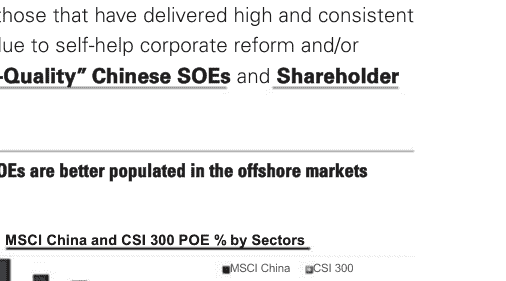 those that have delivered high and consistent
due to self-help corporate reform and/or
-Quality” Chinese SOEs and Shareholder
OEs are better populated in the offshore markets
MSCI China and CSI 300 POE % by Sectors
MSCI China CSI 300